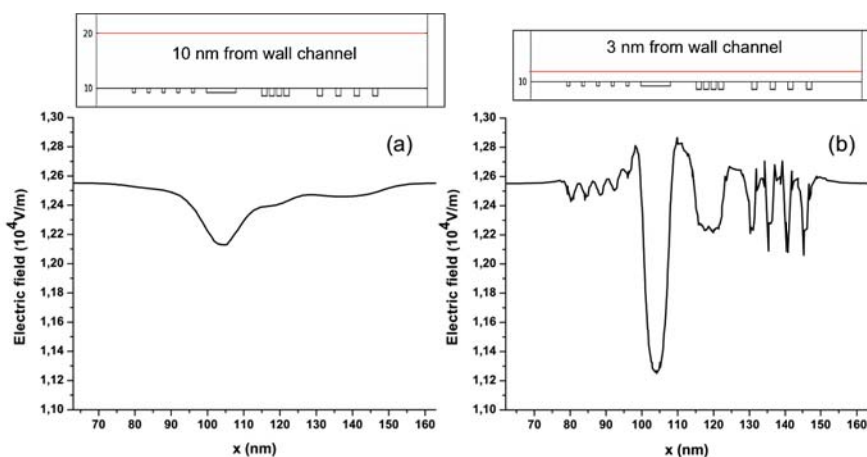 20
10 nm from wall channel
10
3 nm from wall channel
10
1,30
1,28
1,26
1,24
1,22
1,20
1,18
1,16
1,14
1,12
1,10
(a)
Electric field (10⁴V/m)
70 80 90 100 110 120 130 140 150 160
x (nm)
1,30
1,28
1,26
1,24
1,22
1,20
1,18
1,16
1,14
1,12
1,10
(b)
Electric field (10⁴V/m)
70 80 90 100 110 120 130 140 150 160
x (nm)